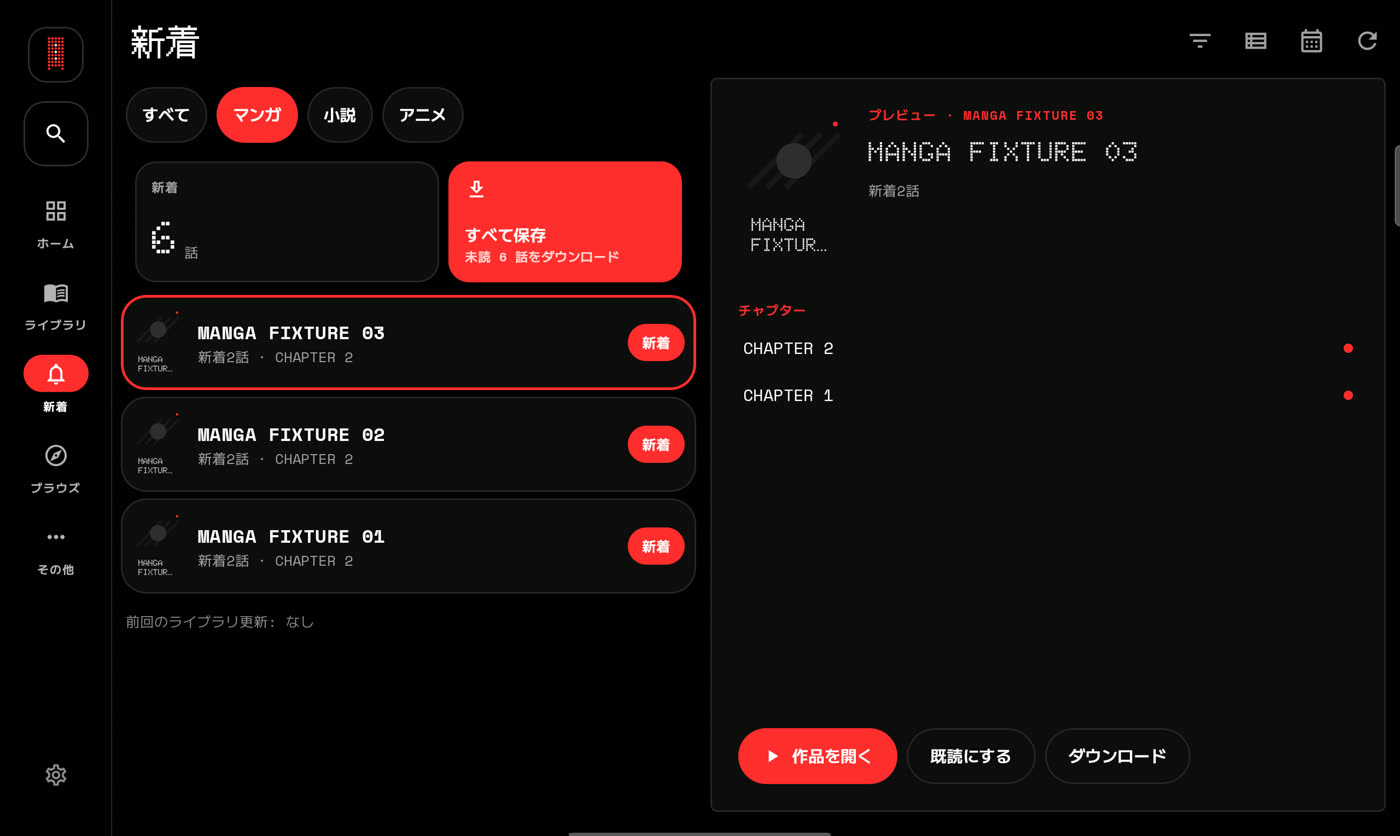 新着
ホーム
ライブラリ
新着
ブラウズ
その他
すべて
マンガ
小説
アニメ
新着
6 話
すべて保存
未読 6 話をダウンロード
MANGA
FIXTUR…
MANGA FIXTURE 03
新着2話 · CHAPTER 2
新着
MANGA
FIXTUR…
MANGA FIXTURE 02
新着2話 · CHAPTER 2
新着
MANGA
FIXTUR…
MANGA FIXTURE 01
新着2話 · CHAPTER 2
新着
前回のライブラリ更新: なし
プレビュー · MANGA FIXTURE 03
MANGA FIXTURE 03
新着2話
MANGA
FIXTUR…
チャプター
CHAPTER 2
CHAPTER 1
作品を開く
既読にする
ダウンロード